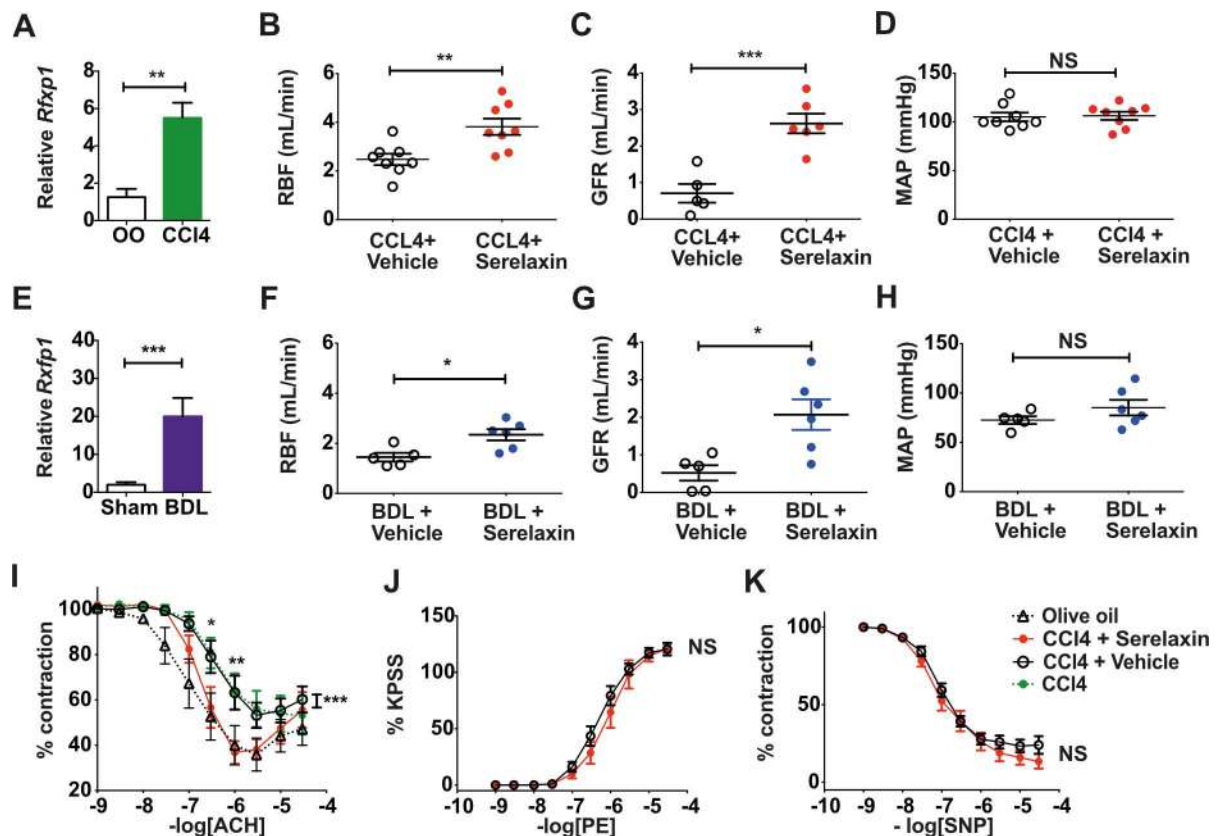 A
Relative Rfxp1
8
6
4
2
0
**
OO
CCl4
B
RBF (mL/min)
6
4
2
0
**
CCL4+
Vehicle
CCL4+
Serelaxin
C
GFR (mL/min)
4
3
2
1
0
***
CCL4+
Vehicle
CCL4+
Serelaxin
D
MAP (mmHg)
150
100
50
0
NS
CCl4 +
Vehicle
CCl4 +
Serelaxin
E
Relative Rxfp1
40
30
20
10
0
***
Sham
BDL
F
RBF (mL/min)
6
4
2
0
*
BDL +
Vehicle
BDL +
Serelaxin
G
GFR (mL/min)
4
3
2
1
0
*
BDL +
Vehicle
BDL +
Serelaxin
H
MAP (mmHg)
150
100
50
0
NS
BDL +
Vehicle
BDL +
Serelaxin
I
% contraction
100
80
60
40
20
*
**
***
-9 -8 -7 -6 -5 -4
-log[ACH]
J
% KPSS
150
100
50
0
NS
-10 -9 -8 -7 -6 -5 -4
-log[PE]
K
% contraction
100
50
0
NS
-10 -9 -8 -7 -6 -5 -4
- log[SNP]
Olive oil
CCl4 + Serelaxin
CCl4 + Vehicle
CCl4